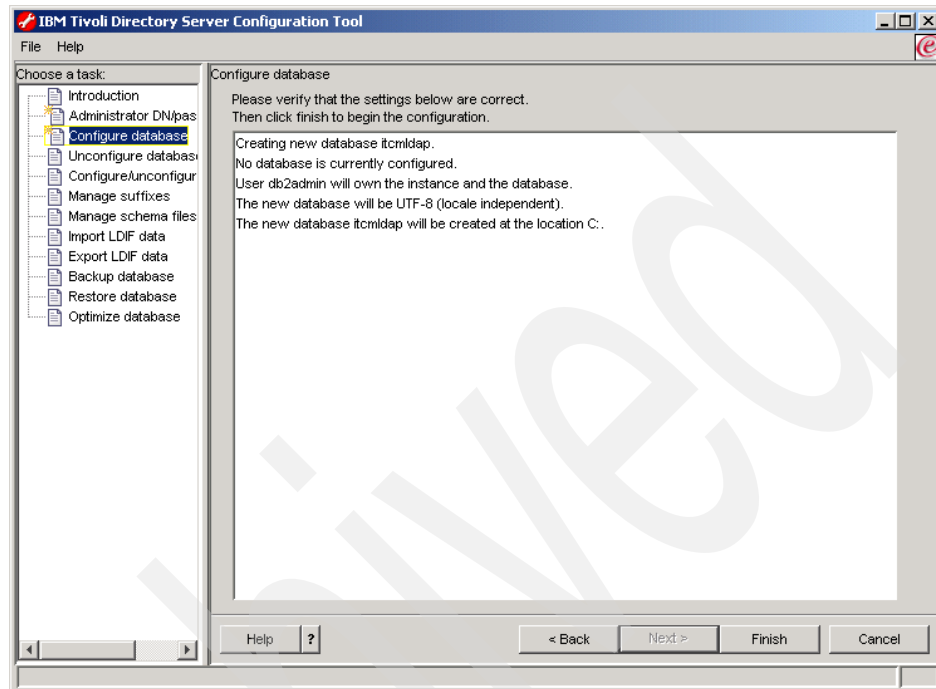 IBM Tivoli Directory Server Configuration Tool
File Help
Choose a task:
Introduction
Administrator DN/pas
Configure database
Unconfigure databas
Configure/unconfigur
Manage suffixes
Manage schema files
Import LDIF data
Export LDIF data
Backup database
Restore database
Optimize database
Configure database
Please verify that the settings below are correct.
Then click finish to begin the configuration.
Creating new database itcmldap.
No database is currently configured.
User db2admin will own the instance and the database.
The new database will be UTF-8 (locale independent).
The new database itcmldap will be created at the location C:.
Help ? < Back Next > Finish Cancel
hived